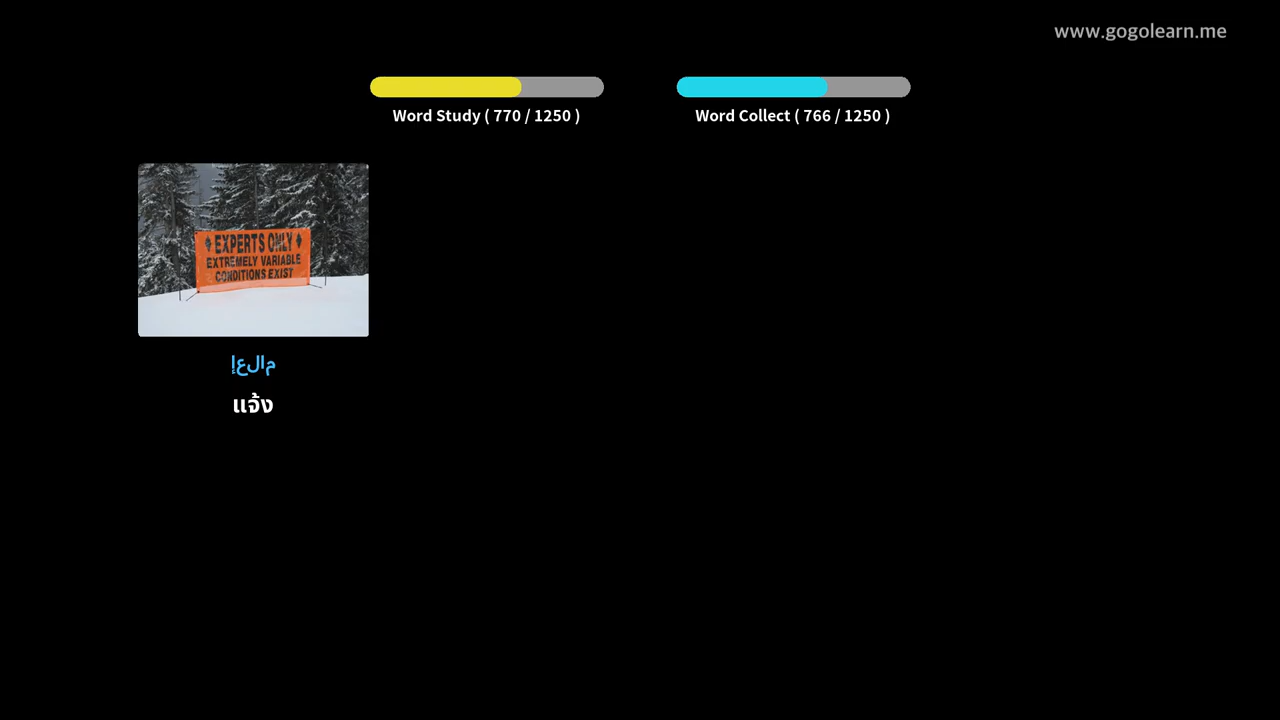 www.gogolearn.me
Word Study ( 770 / 1250 )
Word Collect ( 766 / 1250 )
EXPERTS ONLY
EXTREMELY VARIABLE
CONDITIONS EXIST
مالعإ
แจ้ง